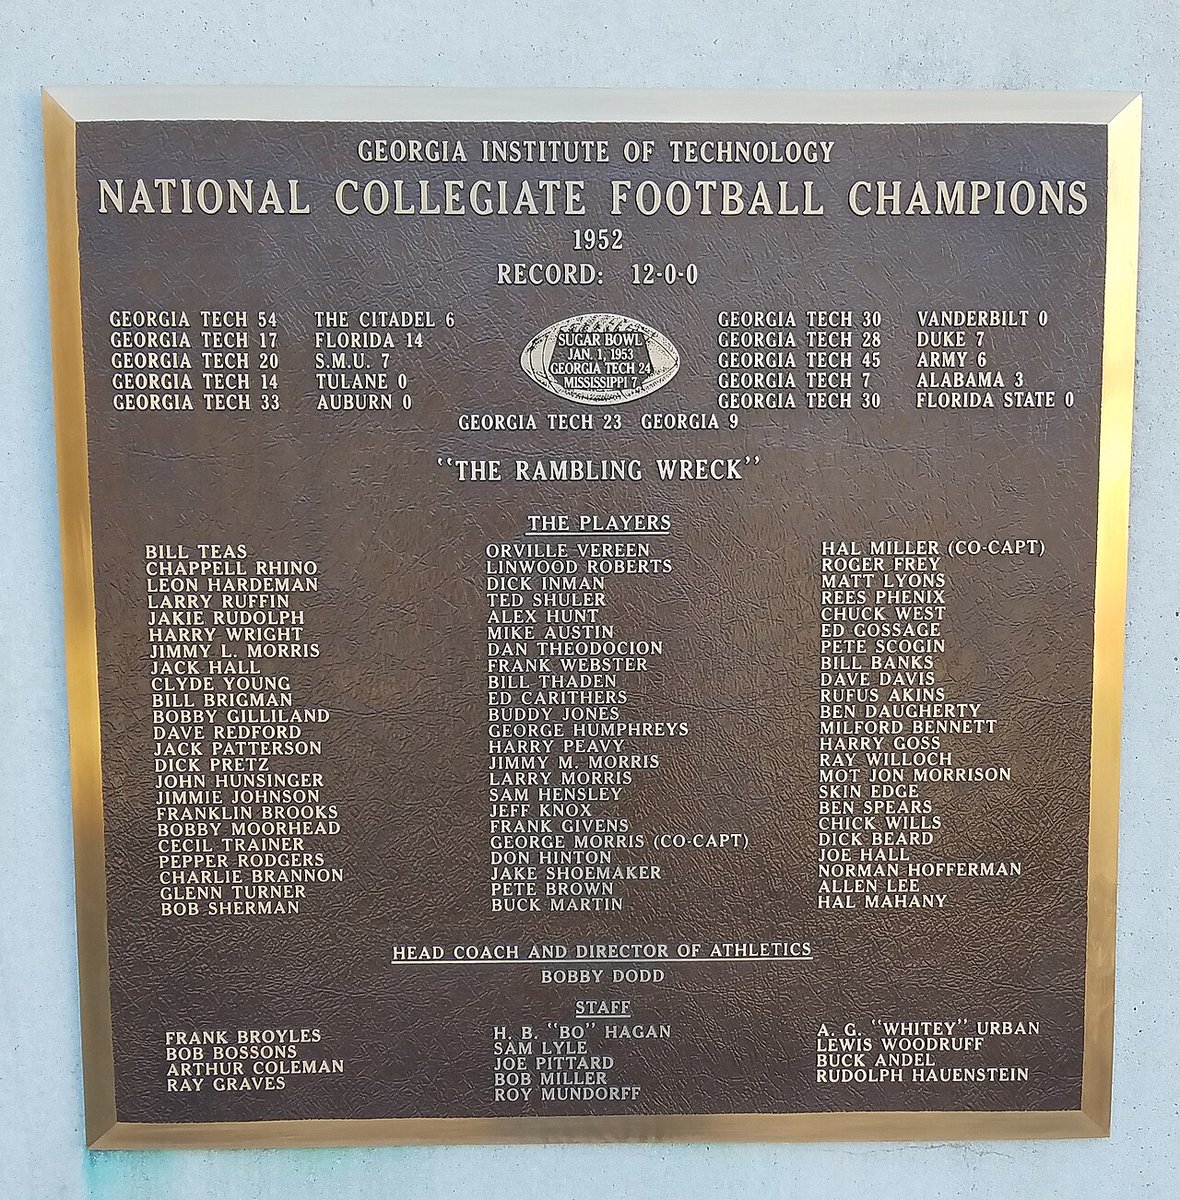 GEORGIA INSTITUTE OF TECHNOLOGY
NATIONAL COLLEGIATE FOOTBALL CHAMPIONS
1952
RECORD: 12-0-0
GEORGIA TECH 54 THE CITADEL 6
GEORGIA TECH 17 FLORIDA 14
GEORGIA TECH 20 S.M.U. 7
GEORGIA TECH 14 TULANE 0
GEORGIA TECH 33 AUBURN 0
SUGAR BOWL
JAN. 1, 1953
GEORGIA TECH 24
MISSISSIPPI 7
GEORGIA TECH 30 VANDERBILT 0
GEORGIA TECH 28 DUKE 7
GEORGIA TECH 45 ARMY 6
GEORGIA TECH 7 ALABAMA 3
GEORGIA TECH 30 FLORIDA STATE 0
GEORGIA TECH 23 GEORGIA 9
"THE RAMBLING WRECK"
THE PLAYERS
BILL TEAS
CHAPPELL RHINO
LEON HARDEMAN
LARRY RUFFIN
JAKIE RUDOLPH
HARRY WRIGHT
JIMMY L. MORRIS
JACK HALL
CLYDE YOUNG
BILL BRIGMAN
BOBBY GILLILAND
DAVE REDFORD
JACK PATTERSON
DICK PRETZ
JOHN HUNSINGER
JIMMIE JOHNSON
FRANKLIN BROOKS
BOBBY MOORHEAD
CECIL TRAINER
PEPPER RODGERS
CHARLIE BRANNON
GLENN TURNER
BOB SHERMAN
ORVILLE VEREEN
LINWOOD ROBERTS
DICK INMAN
TED SHULER
ALEX HUNT
MIKE AUSTIN
DAN THEODOCION
FRANK WEBSTER
BILL THADEN
ED CARITHERS
BUDDY JONES
GEORGE HUMPHREYS
HARRY PEAVY
JIMMY M. MORRIS
LARRY MORRIS
SAM HENSLEY
JEFF KNOX
FRANK GIVENS
GEORGE MORRIS (CO-CAPT)
DON HINTON
JAKE SHOEMAKER
PETE BROWN
BUCK MARTIN
HAL MILLER (CO-CAPT)
ROGER FREY
MATT LYONS
REES PHENIX
CHUCK WEST
ED GOSSAGE
PETE SCOGIN
BILL BANKS
DAVE DAVIS
RUFUS AKINS
BEN DAUGHERTY
MILFORD BENNETT
HARRY GOSS
RAY WILLOCH
MOT JON MORRISON
SKIN EDGE
BEN SPEARS
CHICK WILLS
DICK BEARD
JOE HALL
NORMAN HOFFERMAN
ALLEN LEE
HAL MAHANY
HEAD COACH AND DIRECTOR OF ATHLETICS
BOBBY DODD
STAFF
FRANK BROYLES
BOB BOSSONS
ARTHUR COLEMAN
RAY GRAVES
H. B. "BO" HAGAN
SAM LYLE
JOE PITTARD
BOB MILLER
ROY MUNDORFF
A. G. "WHITEY" URBAN
LEWIS WOODRUFF
BUCK ANDEL
RUDOLPH HAUENSTEIN